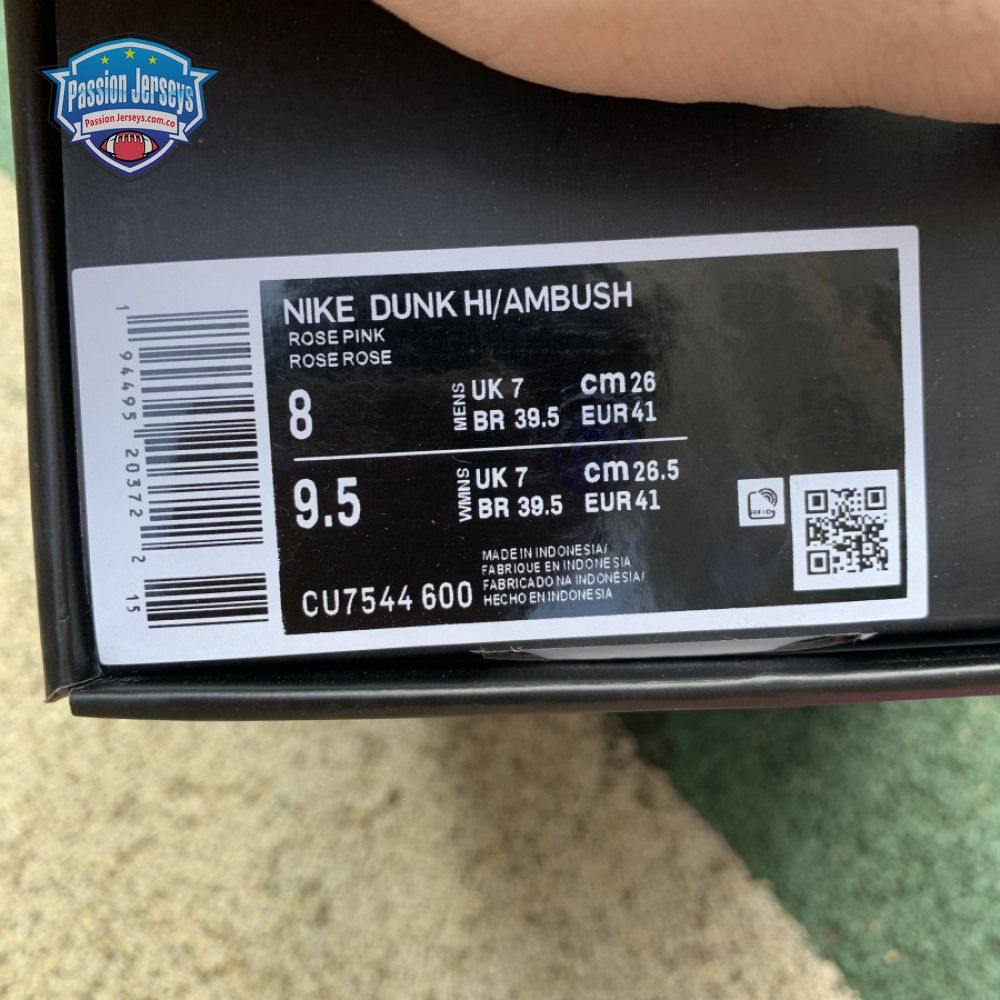 Passion Jerseys
Passion Jerseys.com.co
NIKE DUNK HI/AMBUSH
ROSE PINK
ROSE ROSE
8
MENS
UK 7 cm 26
BR 39.5 EUR 41
9.5
WMNS
UK 7 cm 26.5
BR 39.5 EUR 41
MADE IN INDONESIA/
FABRIQUE EN INDONESIA
FABRICADO NA INDONESIA/
HECHO EN INDONESIA
CU7544 600
1 94495 20372 2
15